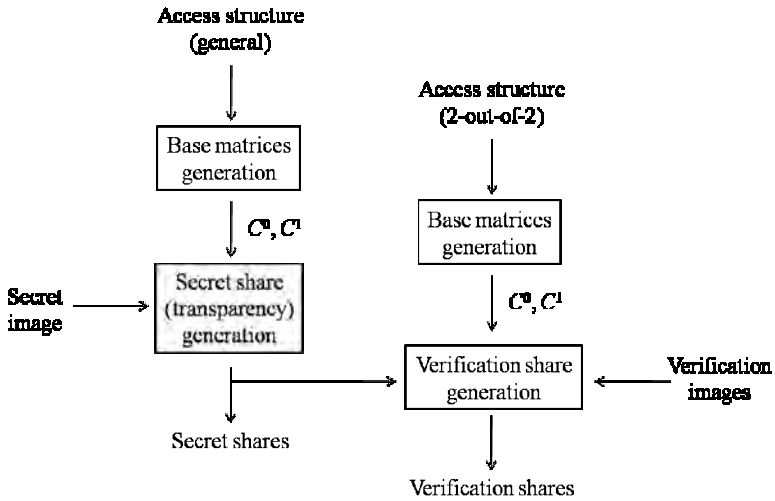 Access structure
(general)
Access structure
(2-out-of-2)
Base matrices
generation
Base matrices
generation
C⁰, C¹
Secret
image
Secret share
(transparency)
generation
C⁰, C¹
Verification share
generation
Verification
images
Secret shares
Verification shares